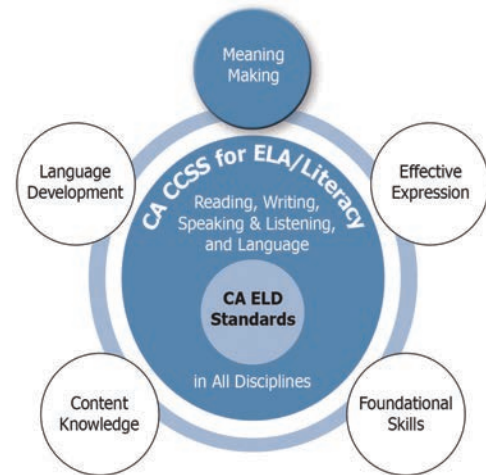 Meaning
Making
Language
Development
Effective
Expression
CA CCSS for ELA/Literacy
Reading, Writing,
Speaking & Listening,
and Language
CA ELD
Standards
in All Disciplines
Content
Knowledge
Foundational
Skills